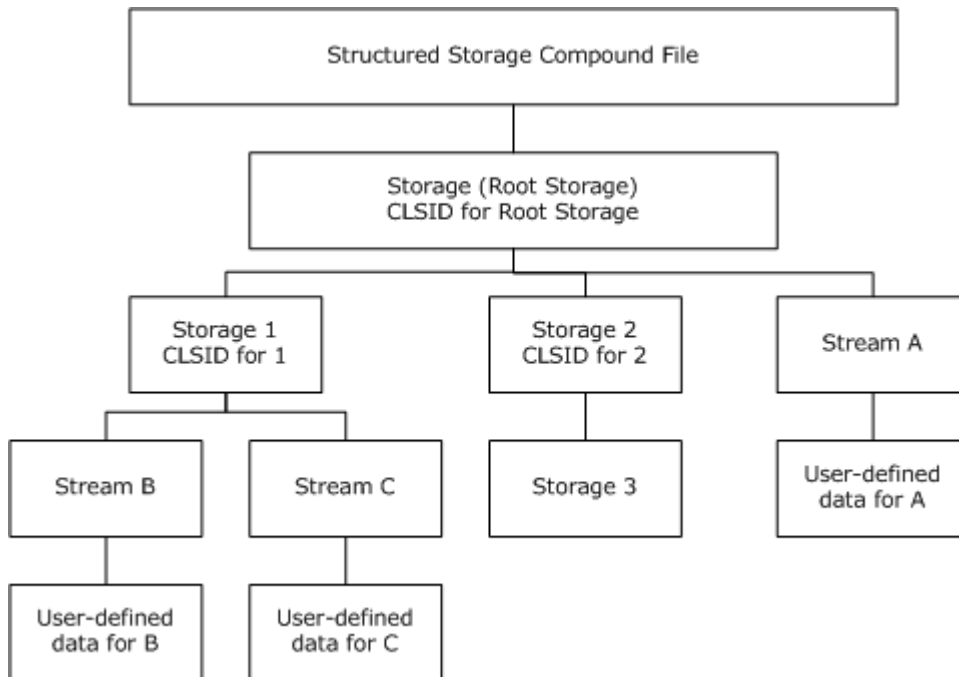 Structured Storage Compound File
Storage (Root Storage)
CLSID for Root Storage
Storage 1
CLSID for 1
Storage 2
CLSID for 2
Stream A
Stream B
Stream C
Storage 3
User-defined
data for A
User-defined
data for B
User-defined
data for C